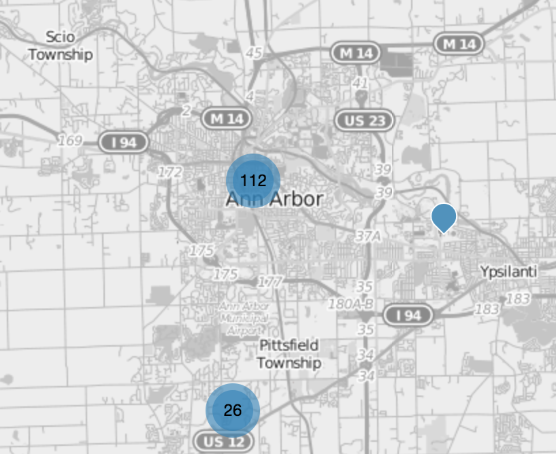 Scio
Township
45
M 14
M 14
41
4
2
M 14
US 23
169
I 94
172
39
112
Ann Arbor
39
37A
175
175
177
Ypsilanti
35
180A-B
I 94
183
183
Ann Arbor
Municipal
Airport
35
Pittsfield
Township
34
34
26
US 12